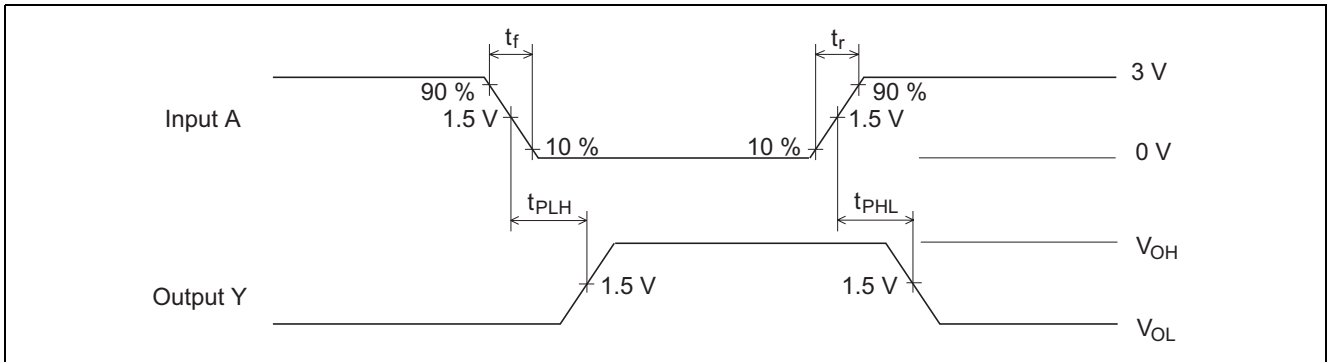 tf
tr
3 V
90 %
90 %
Input A
1.5 V
1.5 V
10 %
10 %
0 V
tPLH
tPHL
VOH
Output Y
1.5 V
1.5 V
VOL